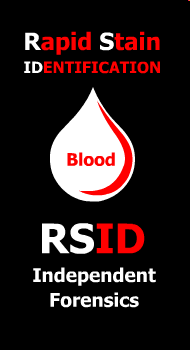 Rapid Stain
IDENTIFICATION
Blood
RSID
Independent
Forensics